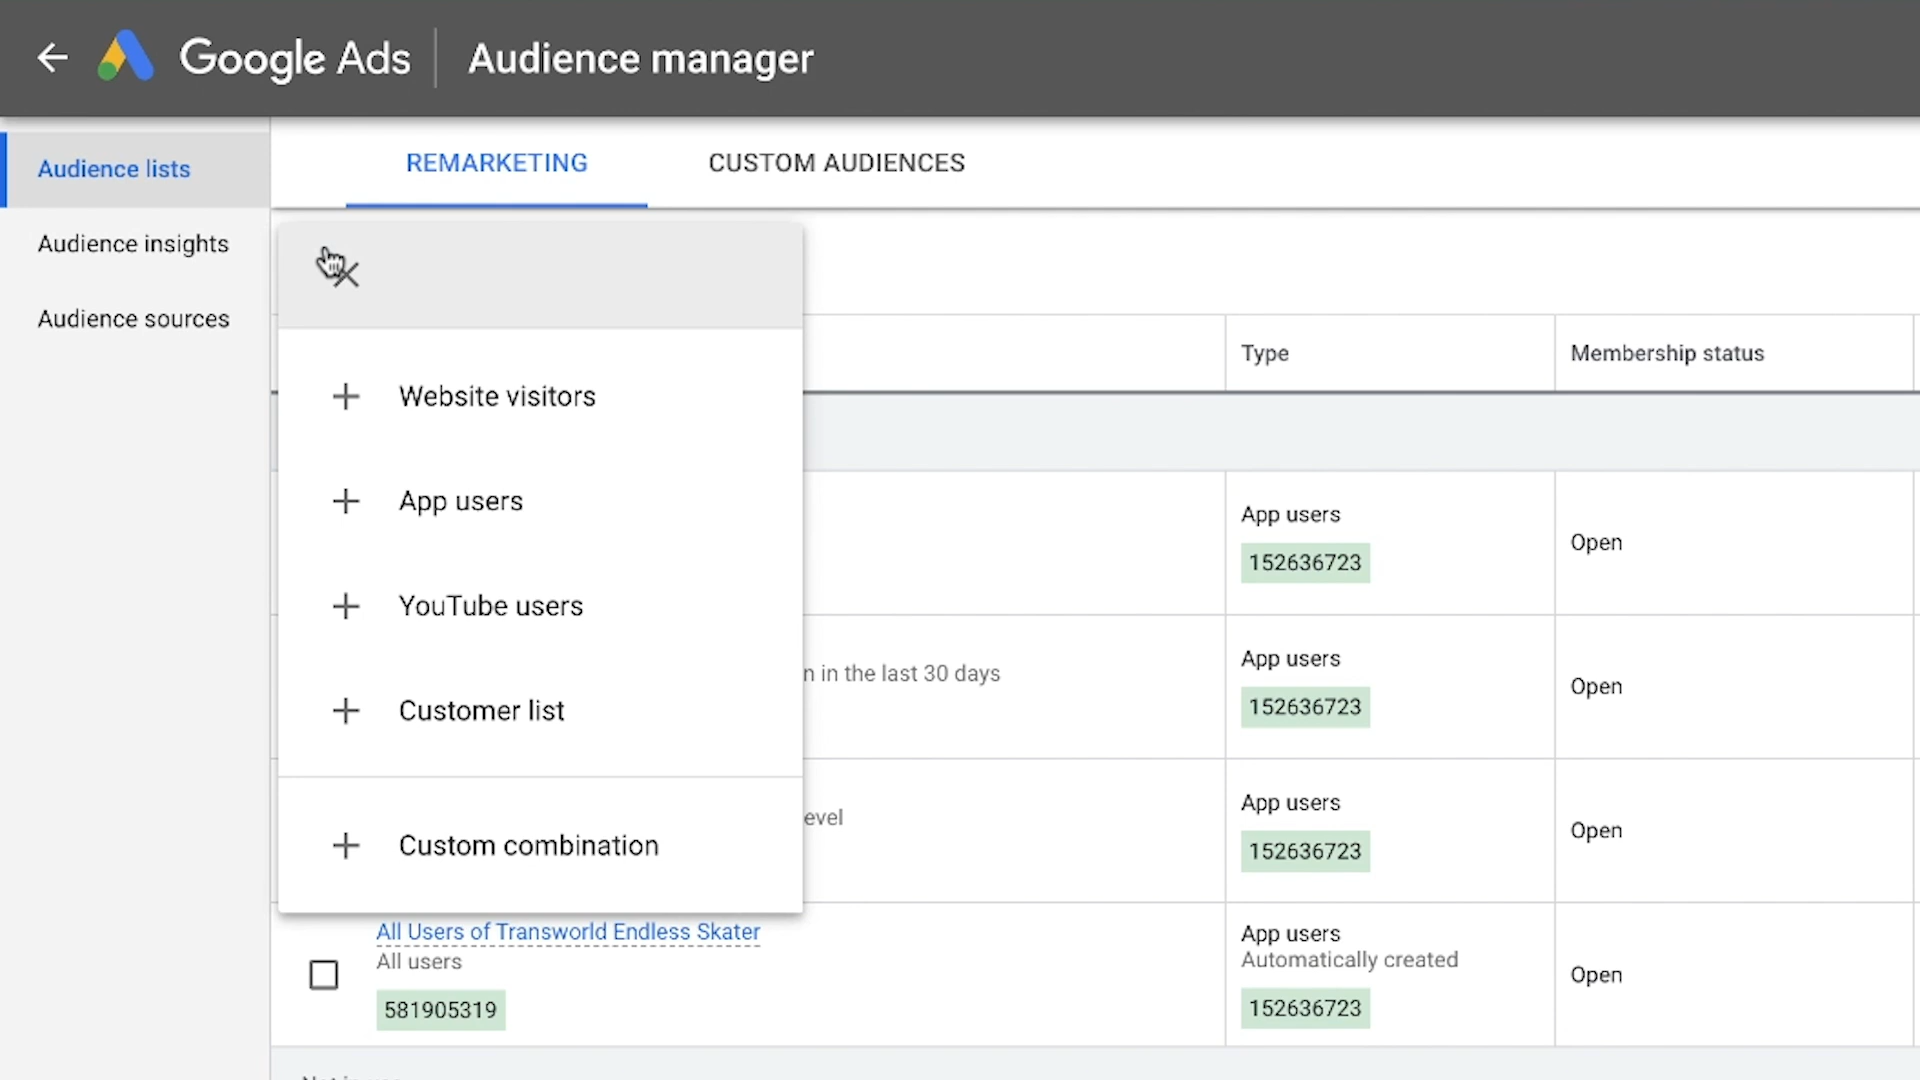 Google Ads
Audience manager
Audience lists
Audience insights
Audience sources
REMARKETING
CUSTOM AUDIENCES
Website visitors
App users
YouTube users
Customer list
Custom combination
Type
Membership status
App users
152636723
Open
n in the last 30 days
App users
152636723
Open
evel
App users
152636723
Open
All Users of Transworld Endless Skater
All users
581905319
App users
Automatically created
152636723
Open